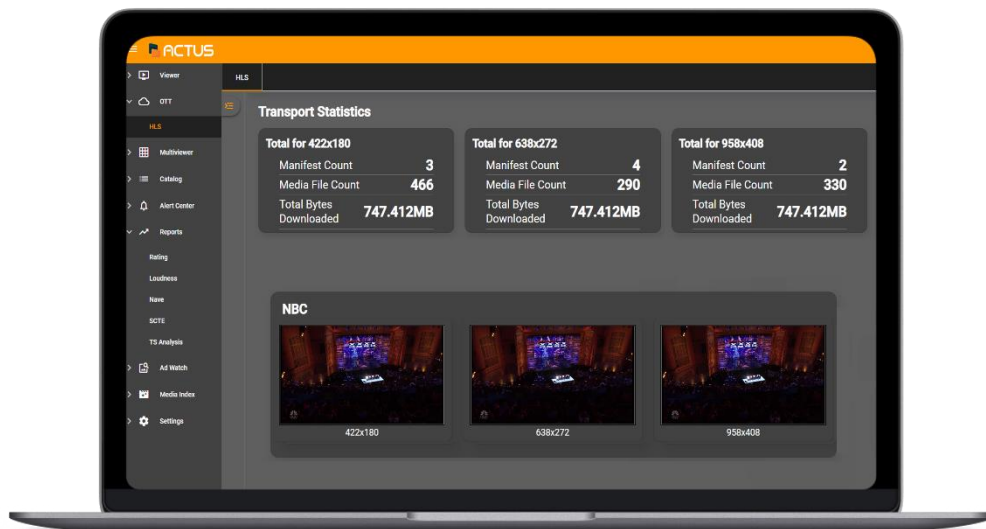 ACTUS
Viewer
OTT
HLS
Multiviewer
Catalog
Alert Center
Reports
Rating
Loudness
Nave
SCTE
TS Analysis
Ad Watch
Media Index
Settings
HLS
Transport Statistics
Total for 422x180
Manifest Count 3
Media File Count 466
Total Bytes
Downloaded 747.412MB
Total for 638x272
Manifest Count 4
Media File Count 290
Total Bytes
Downloaded 747.412MB
Total for 958x408
Manifest Count 2
Media File Count 330
Total Bytes
Downloaded 747.412MB
NBC
422x180
638x272
958x408